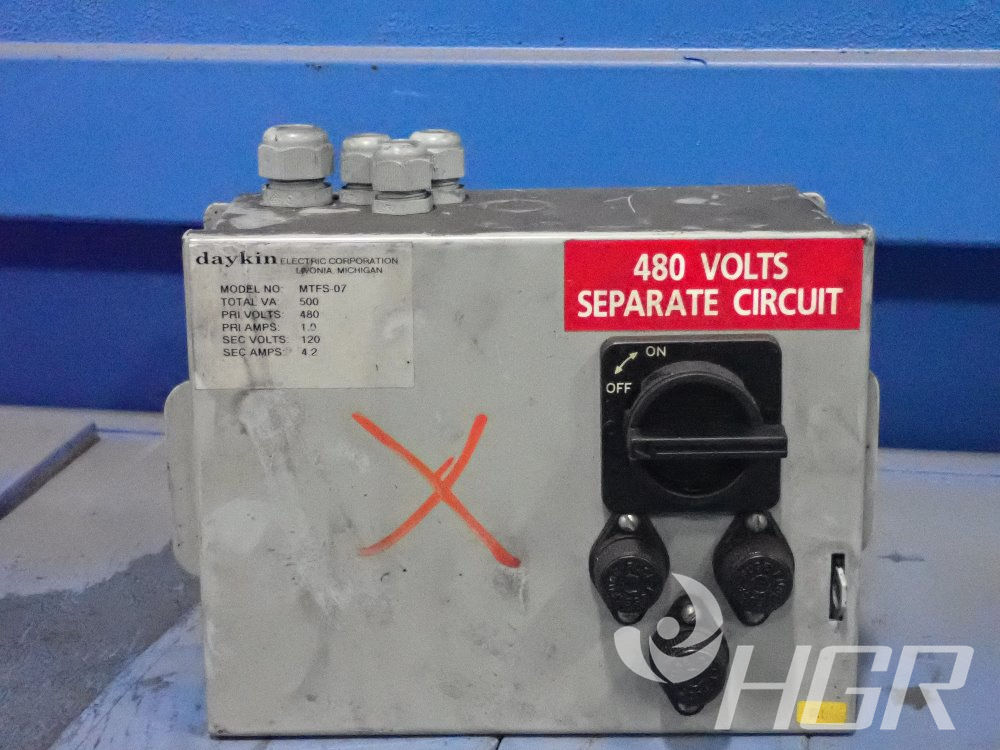 daykin ELECTRIC CORPORATION
LIVONIA, MICHIGAN
MODEL NO: MTFS-07
TOTAL VA: 500
PRI VOLTS: 480
PRI AMPS: 1.0
SEC VOLTS: 120
SEC AMPS: 4.2
480 VOLTS
SEPARATE CIRCUIT
ON
OFF
HGR